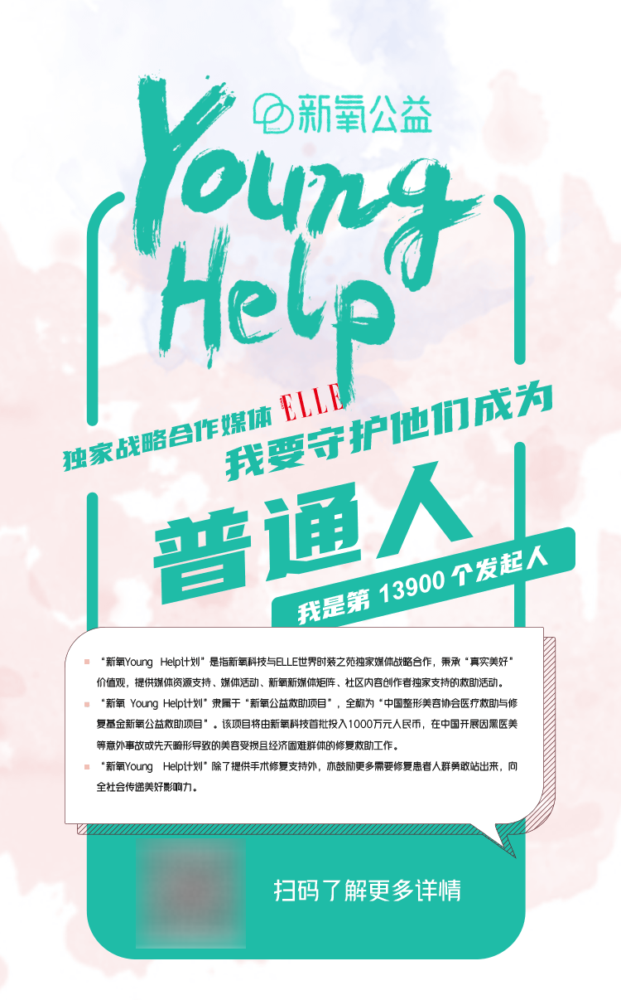 新氧公益
Young
Help
独家战略合作媒体 ELLE
我要守护他们成为
普通人
我是第 13900 个发起人
“新氧Young Help计划”是指新氧科技与ELLE世界时装之苑独家媒体战略合作，秉承“真实美好”
价值观，提供媒体资源支持、媒体活动、新氧新媒体矩阵、社区内容创作者独家支持的救助活动。
“新氧 Young Help计划”隶属于“新氧公益救助项目”，全称为“中国整形美容协会医疗救助与修
复基金新氧公益救助项目”。该项目将由新氧科技首批投入1000万元人民币，在中国开展因黑医美
等意外事故或先天畸形导致的美容受损且经济困难群体的修复救助工作。
“新氧Young Help计划”除了提供手术修复支持外，亦鼓励更多需要修复患者人群勇敢站出来，向
全社会传递美好影响力。
扫码了解更多详情